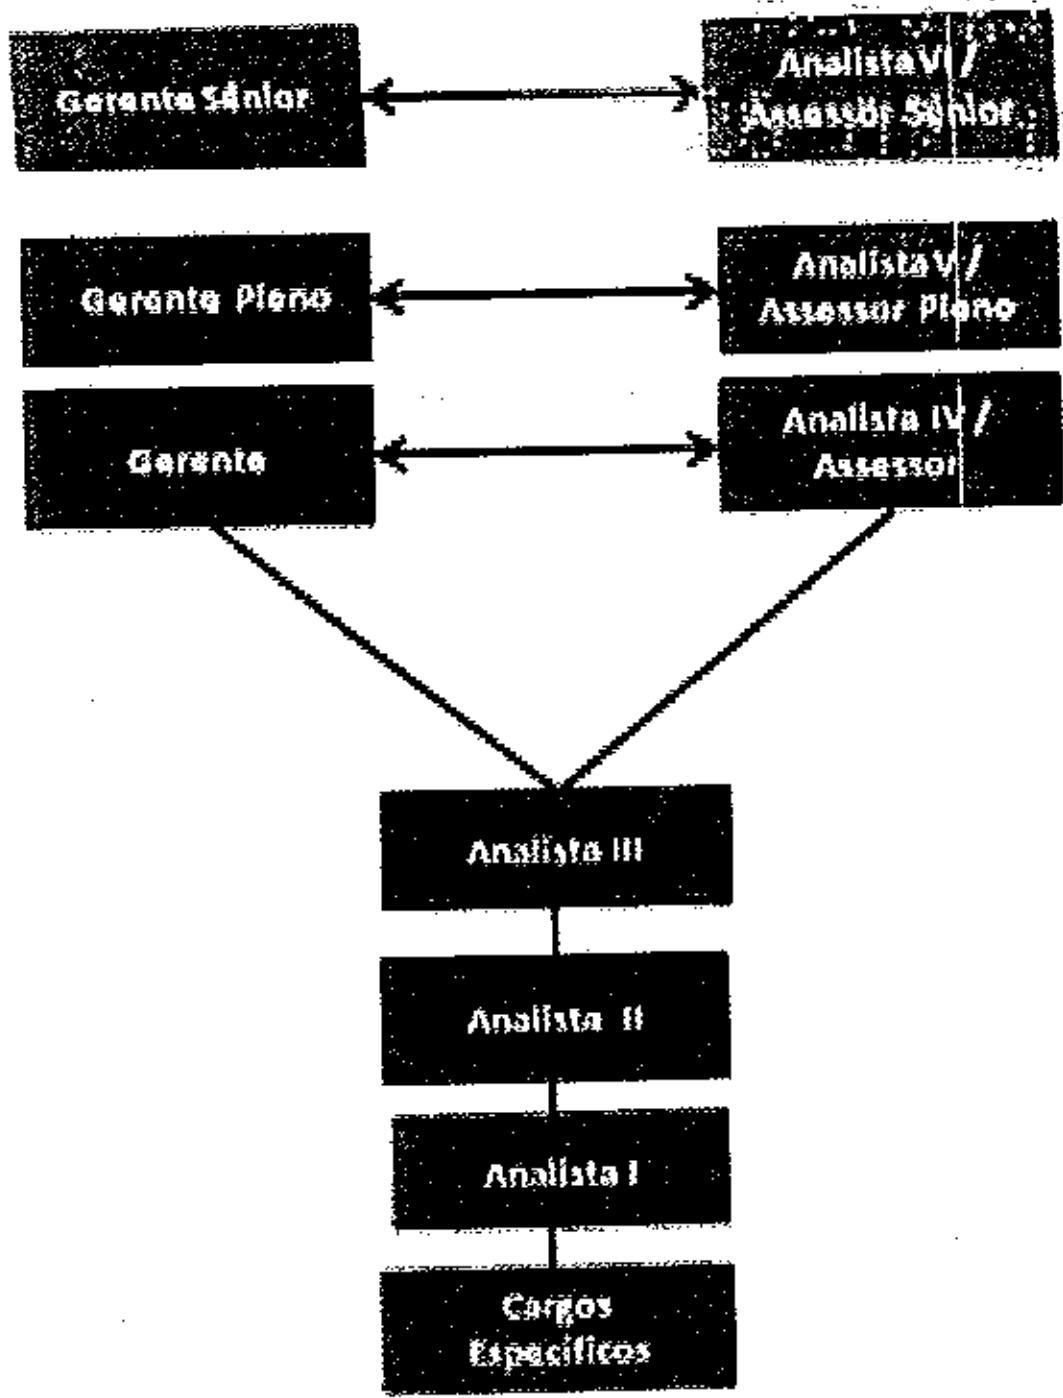 Gerente Sênior
Analista VI /
Assessor Sênior
Gerente Pleno
Analista V /
Assessor Pleno
Gerente
Analista IV /
Assessor
Analista III
Analista II
Analista I
Cargos
Específicos